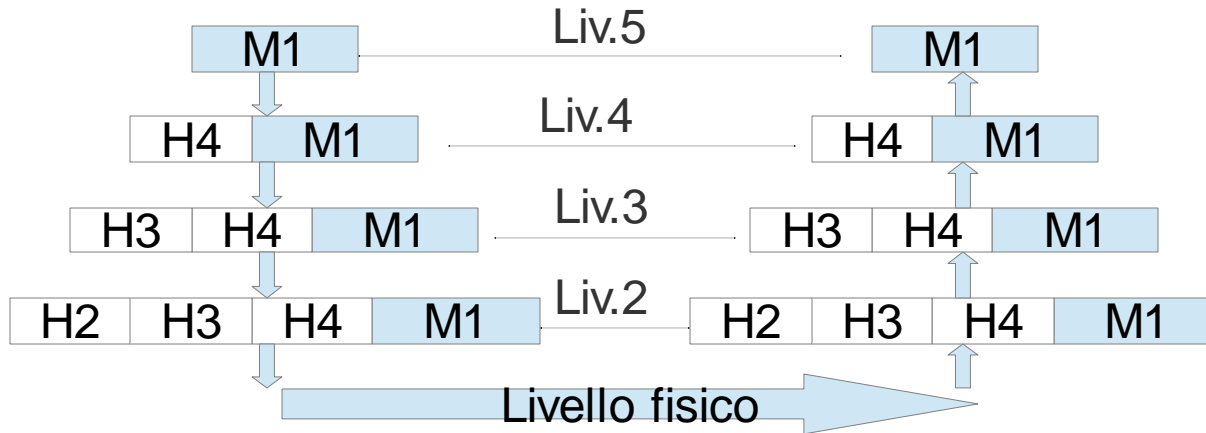 M1 Liv.5 M1
H4 M1 Liv.4 H4 M1
H3 H4 M1 Liv.3 H3 H4 M1
H2 H3 H4 M1 Liv.2 H2 H3 H4 M1
Livello fisico